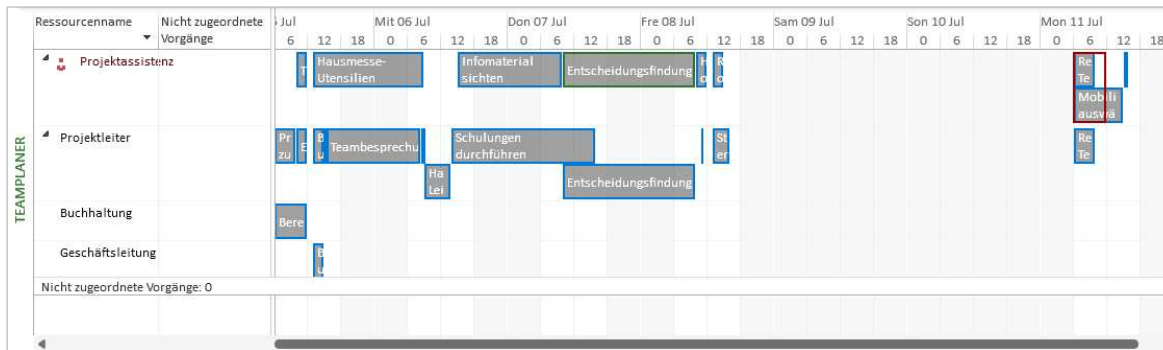 Ressourcenname
Nicht zugeordnete
Vorgänge
Jul
Mit 06 Jul
Don 07 Jul
Fre 08 Jul
Sam 09 Jul
Son 10 Jul
Mon 11 Jul
6 12 18 0 6 12 18 0 6 12 18 0 6 12 18 0 6 12 18 0 6 12 18 0 6 12 18
TEAMPLANER
Projektassistenz
T
Hausmesse-
Utensilien
Infomaterial
sichten
Entscheidungsfindung
Re
Te
Mobili
auswä
Projektleiter
Pr
zu
E
Teambesprechu
Ha
Lei
Schulungen
durchführen
Entscheidungsfindung
St
er
Re
Te
Buchhaltung
Bere
Geschäftsleitung
Nicht zugeordnete Vorgänge: 0